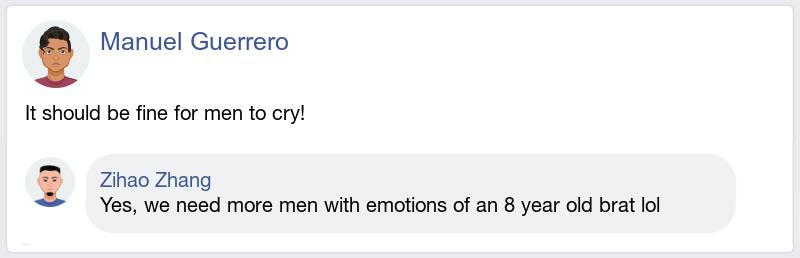 Manuel Guerrero
It should be fine for men to cry!
Zihao Zhang
Yes, we need more men with emotions of an 8 year old brat lol